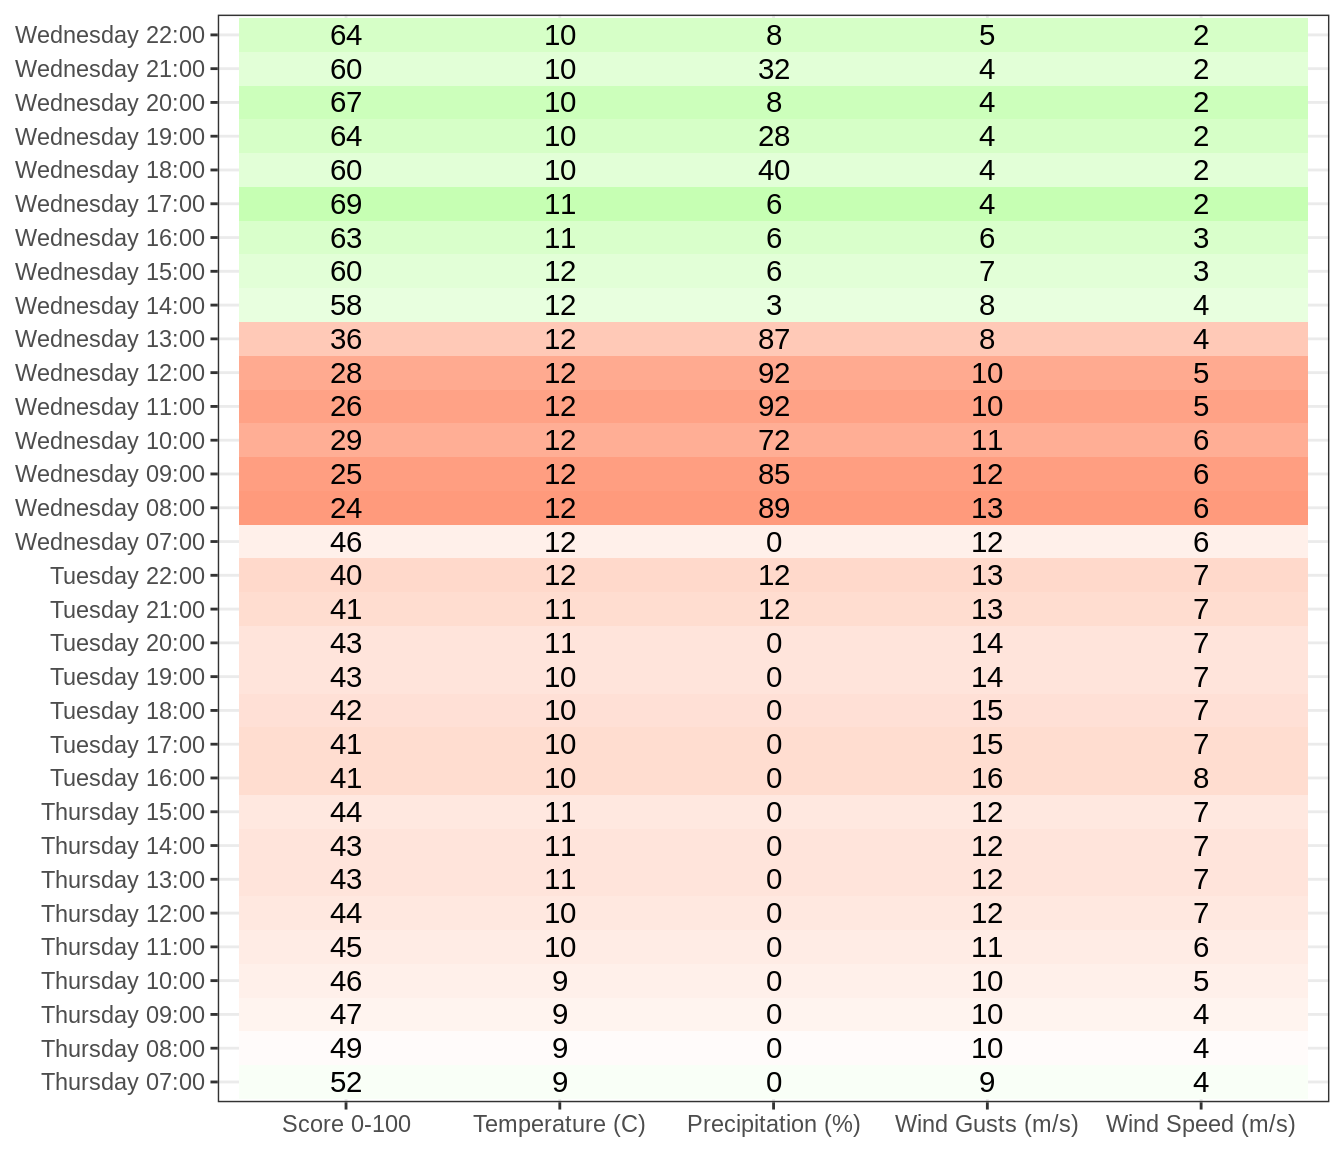 Wednesday 22:00 64 10 8 5 2
Wednesday 21:00 60 10 32 4 2
Wednesday 20:00 67 10 8 4 2
Wednesday 19:00 64 10 28 4 2
Wednesday 18:00 60 10 40 4 2
Wednesday 17:00 69 11 6 4 2
Wednesday 16:00 63 11 6 6 3
Wednesday 15:00 60 12 6 7 3
Wednesday 14:00 58 12 3 8 4
Wednesday 13:00 36 12 87 8 4
Wednesday 12:00 28 12 92 10 5
Wednesday 11:00 26 12 92 10 5
Wednesday 10:00 29 12 72 11 6
Wednesday 09:00 25 12 85 12 6
Wednesday 08:00 24 12 89 13 6
Wednesday 07:00 46 12 0 12 6
Tuesday 22:00 40 12 12 13 7
Tuesday 21:00 41 11 12 13 7
Tuesday 20:00 43 11 0 14 7
Tuesday 19:00 43 10 0 14 7
Tuesday 18:00 42 10 0 15 7
Tuesday 17:00 41 10 0 15 7
Tuesday 16:00 41 10 0 16 8
Thursday 15:00 44 11 0 12 7
Thursday 14:00 43 11 0 12 7
Thursday 13:00 43 11 0 12 7
Thursday 12:00 44 10 0 12 7
Thursday 11:00 45 10 0 11 6
Thursday 10:00 46 9 0 10 5
Thursday 09:00 47 9 0 10 4
Thursday 08:00 49 9 0 10 4
Thursday 07:00 52 9 0 9 4
Score 0-100 Temperature (C) Precipitation (%) Wind Gusts (m/s) Wind Speed (m/s)